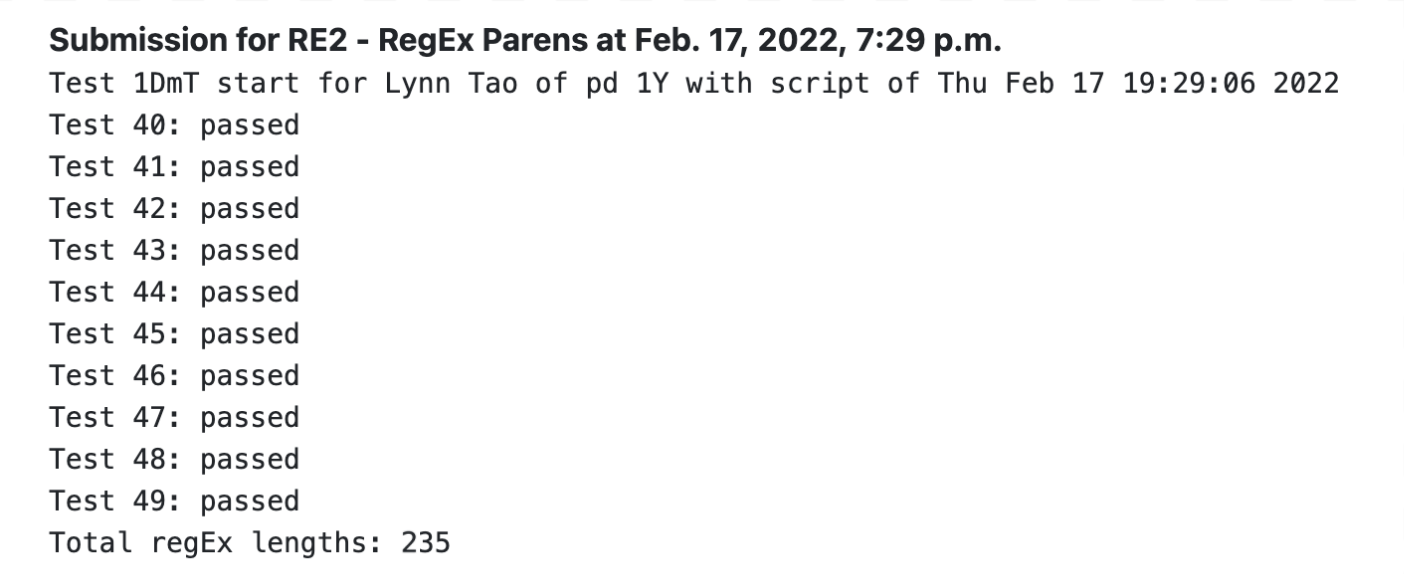 Submission for RE2 - RegEx Parens at Feb. 17, 2022, 7:29 p.m.
Test 1DmT start for Lynn Tao of pd 1Y with script of Thu Feb 17 19:29:06 2022
Test 40: passed
Test 41: passed
Test 42: passed
Test 43: passed
Test 44: passed
Test 45: passed
Test 46: passed
Test 47: passed
Test 48: passed
Test 49: passed
Total regEx lengths: 235